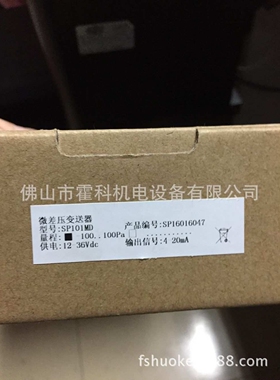 佛山市霍科机电设备有限公司
微差压变送器
型号:SP101MD 产品编号:SP16016047
量程:■ 100...100Pa □ ...........
供电:12 36Vdc 输出信号:4 20mA
fshuoke.1688.com